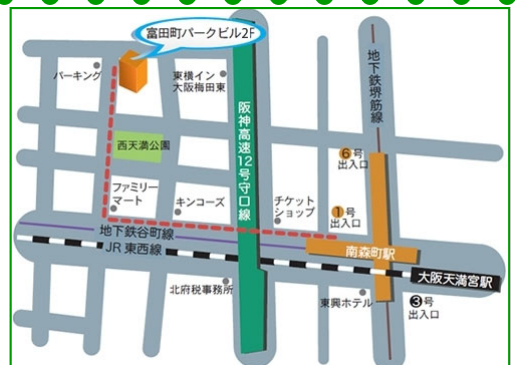 富田町パークビル2F
パーキング
東横イン
大阪梅田東
地下鉄堺筋線
阪神高速12号守口線
西天満公園
❻号
出入口
ファミリー
マート
キンコーズ
チケット
ショップ
❶号
出入口
地下鉄谷町線
JR東西線
南森町駅
大阪天満宮駅
北府税事務所
東興ホテル
❸号
出入口